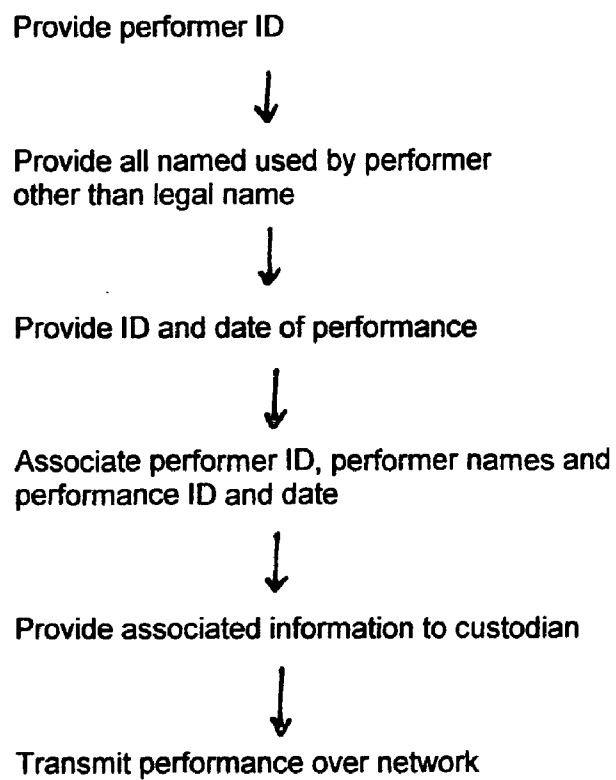 Provide performer ID
Provide all named used by performer
other than legal name
Provide ID and date of performance
Associate performer ID, performer names and
performance ID and date
Provide associated information to custodian
Transmit performance over network